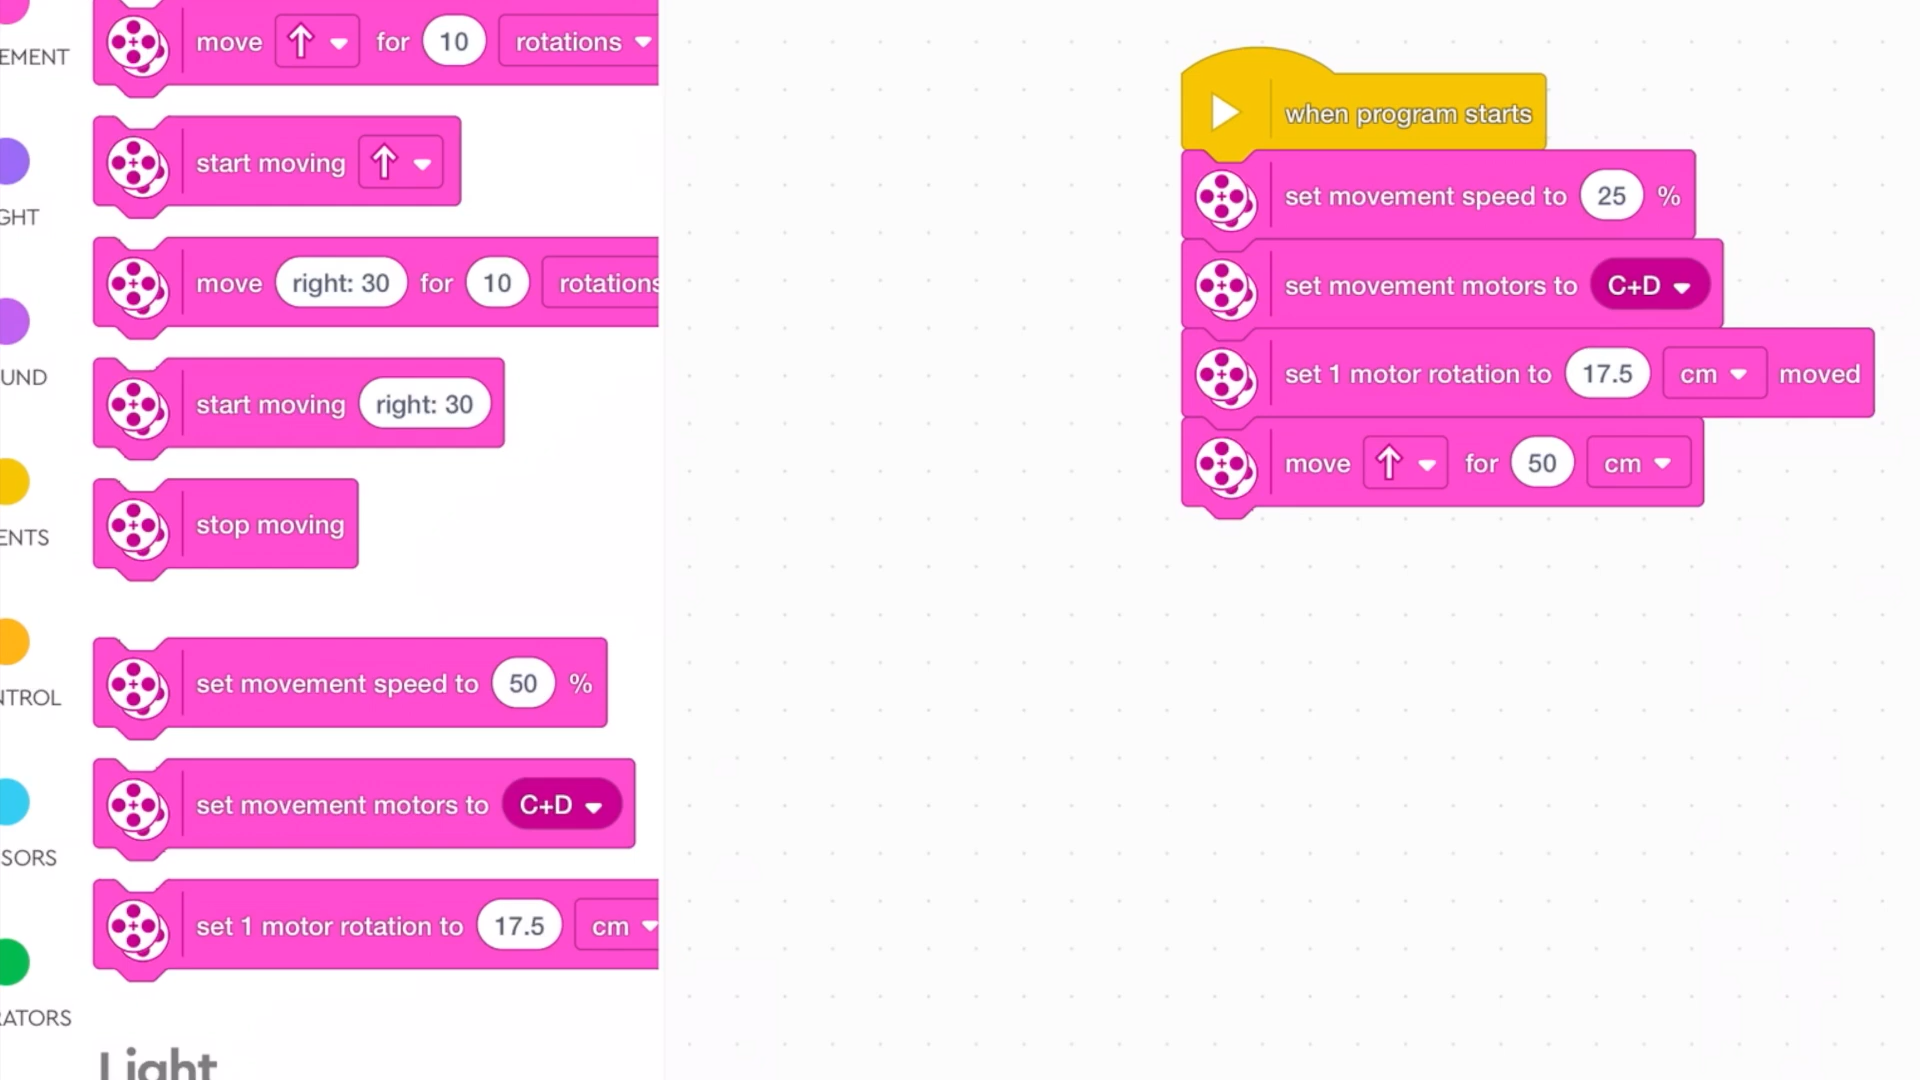 EMENT
GHT
UND
ENTS
NTROL
SORS
RATORS
move for 10 rotations
start moving
move right: 30 for 10 rotations
start moving right: 30
stop moving
set movement speed to 50 %
set movement motors to C+D
set 1 motor rotation to 17.5 cm
Light
when program starts
set movement speed to 25 %
set movement motors to C+D
set 1 motor rotation to 17.5 cm moved
move for 50 cm